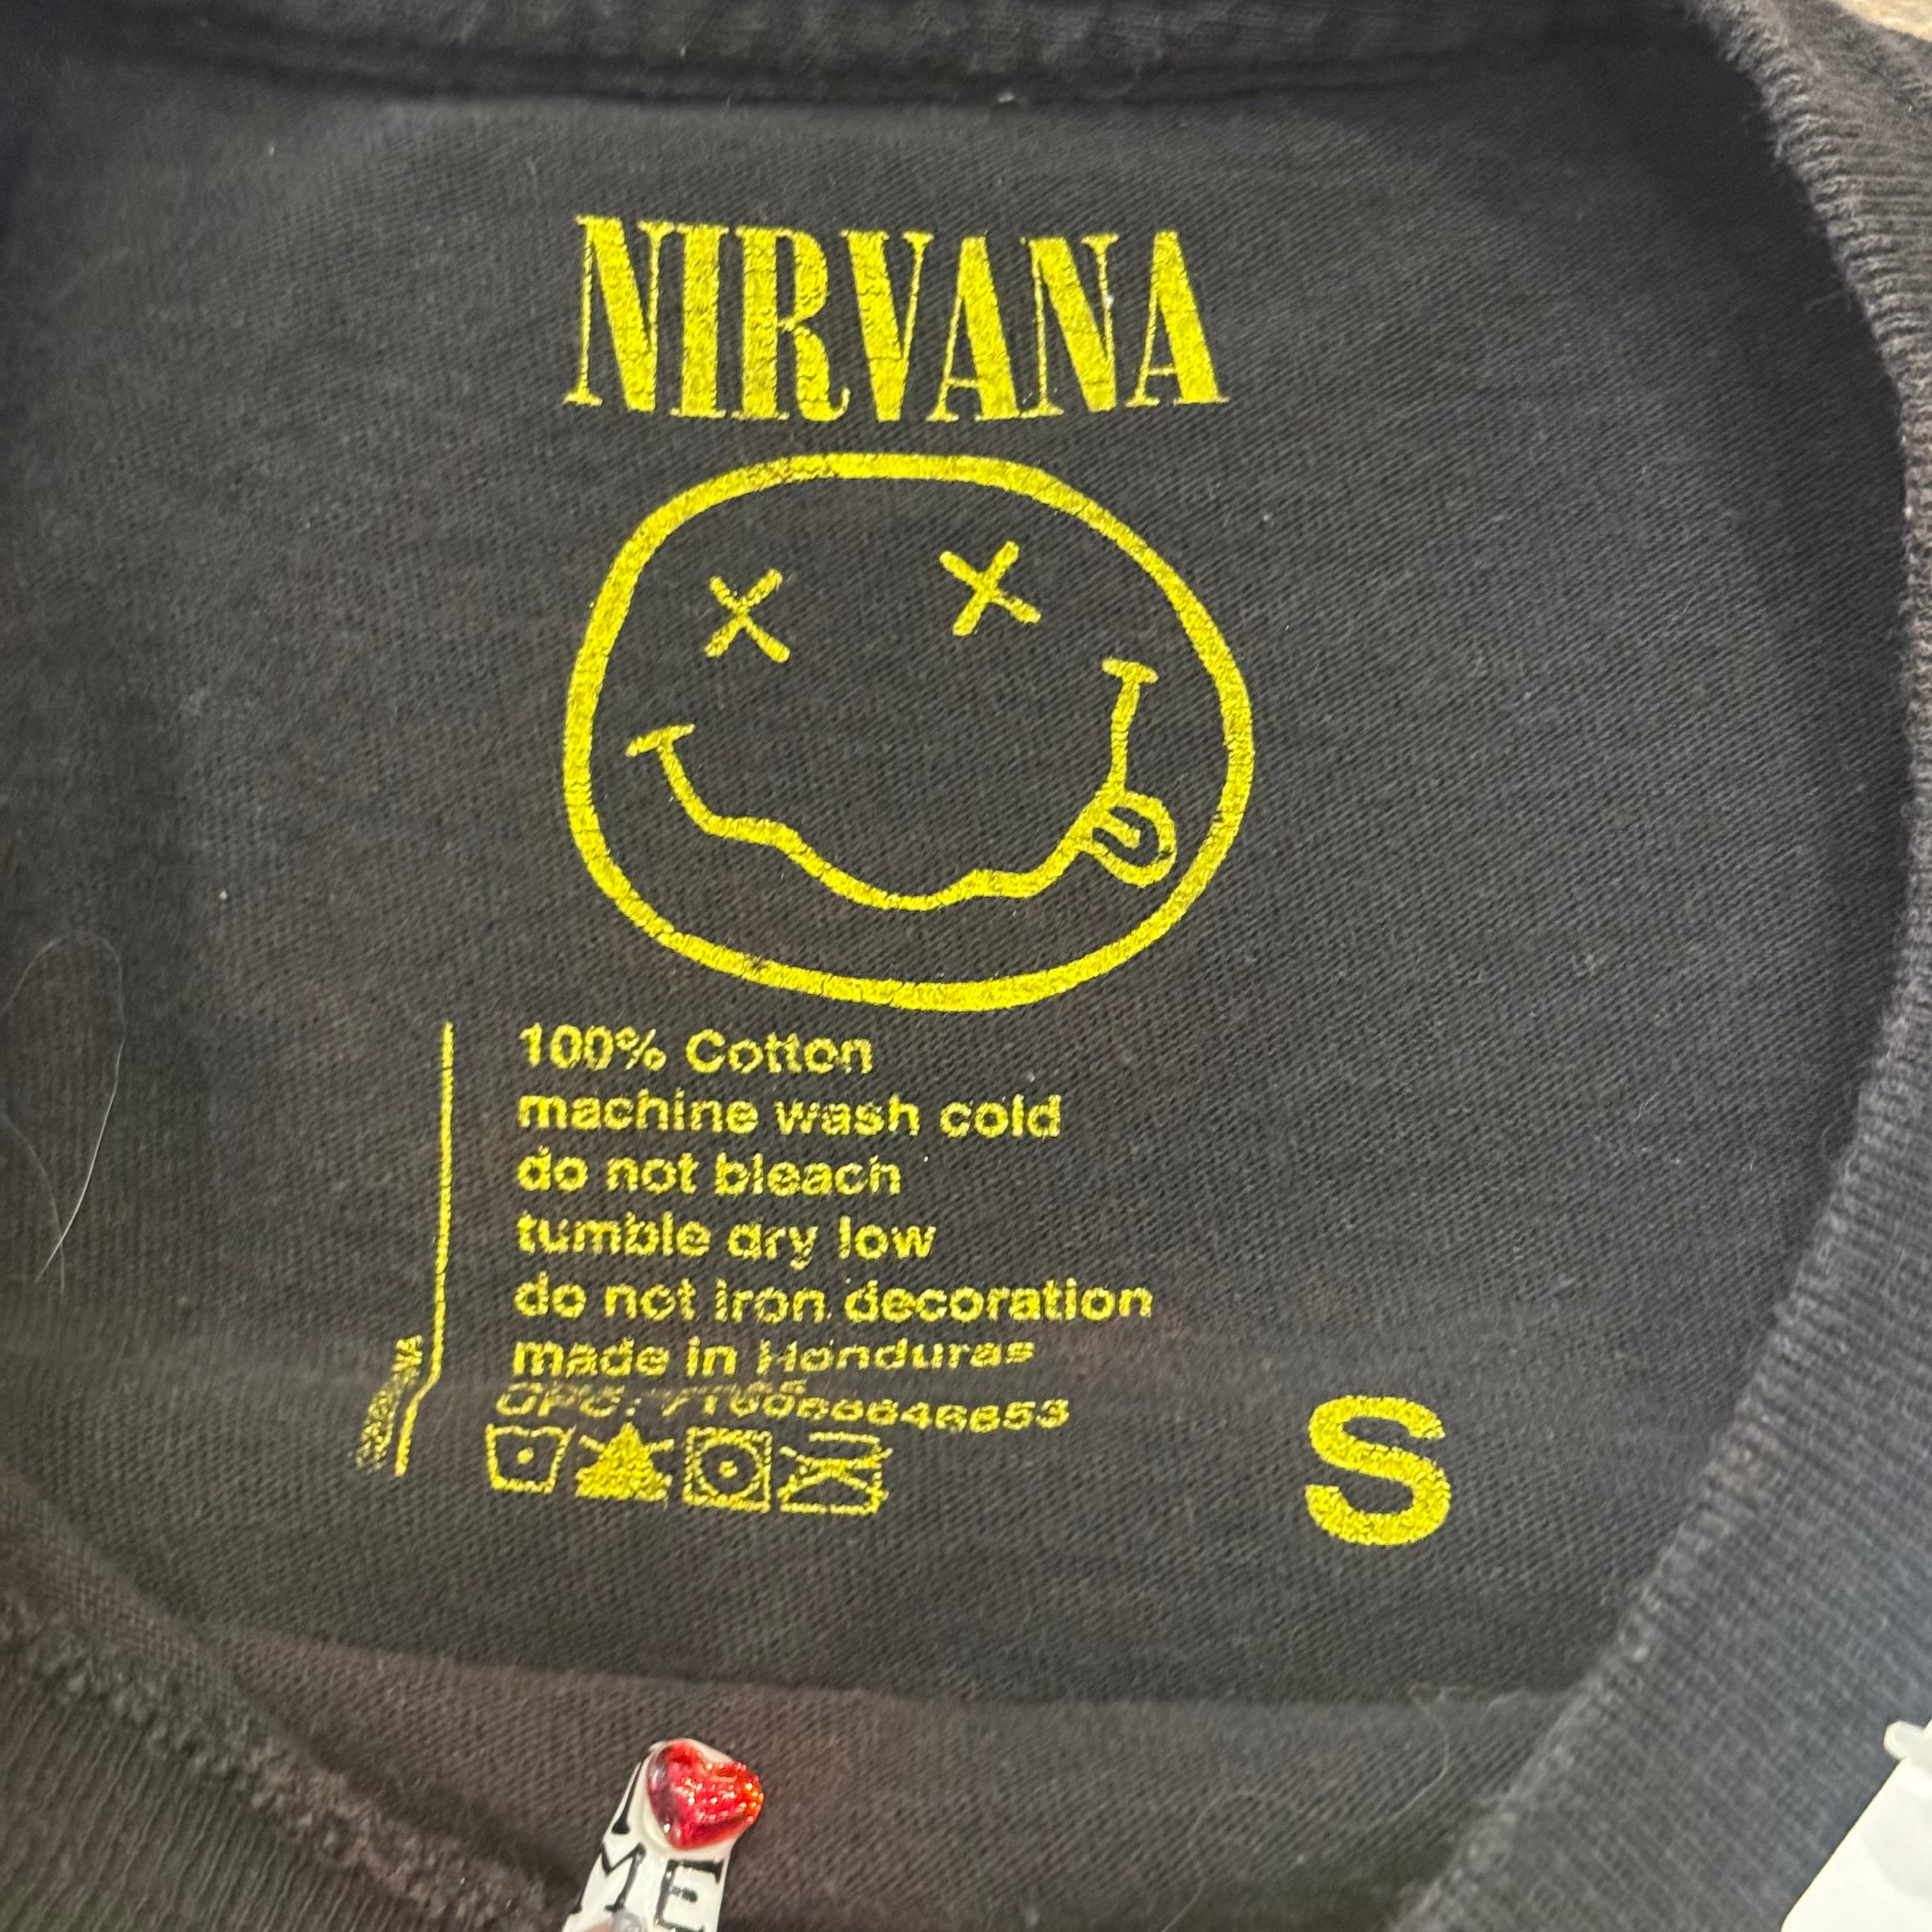 NIRVANA
100% Cotton
machine wash cold
do not bleach
tumble dry low
do not iron decoration
made in Honduras
S
ME